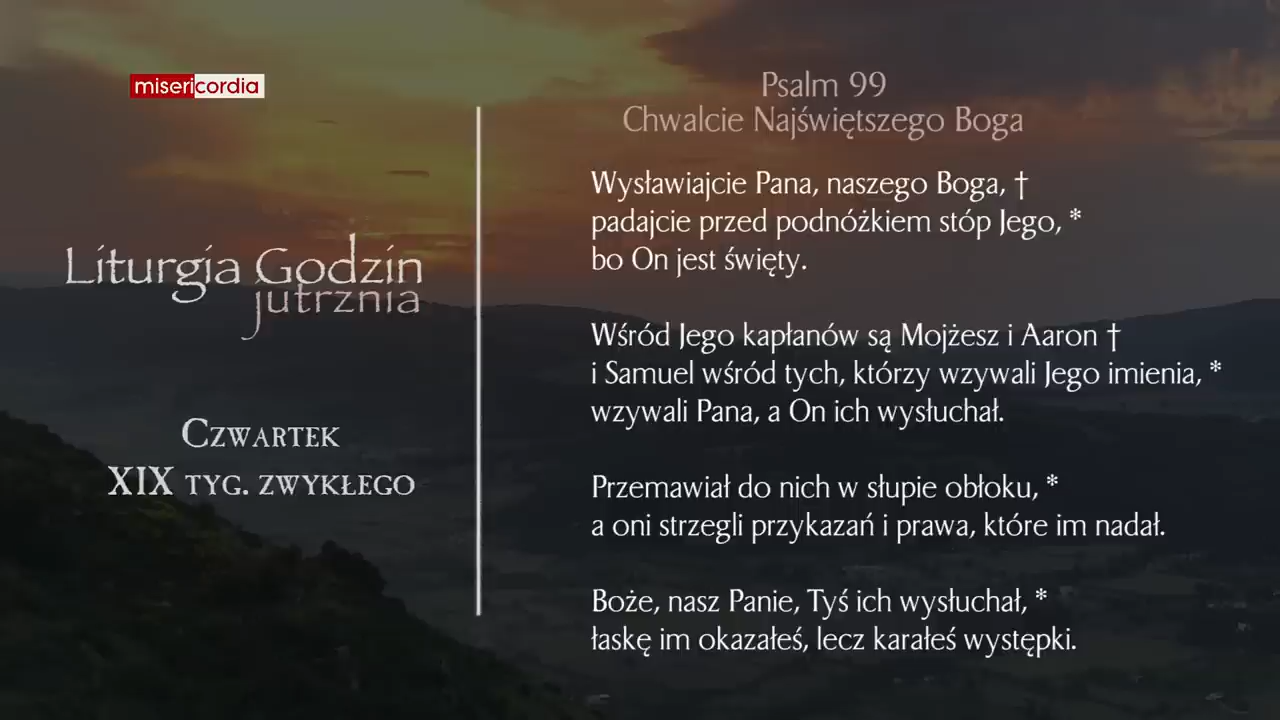 misericordia
Liturgia Godzin
jutrznia
Czwartek
XIX tyg. zwykłego
Psalm 99
Chwalcie Najświętszego Boga
Wysławiajcie Pana, naszego Boga, †
padajcie przed podnóżkiem stóp Jego, *
bo On jest święty.
Wśród Jego kapłanów są Mojżesz i Aaron †
i Samuel wśród tych, którzy wzywali Jego imienia, *
wzywali Pana, a On ich wysłuchał.
Przemawiał do nich w słupie obłoku, *
a oni strzegli przykazań i prawa, które im nadał.
Boże, nasz Panie, Tyś ich wysłuchał, *
łaskę im okazałeś, lecz karałeś występki.